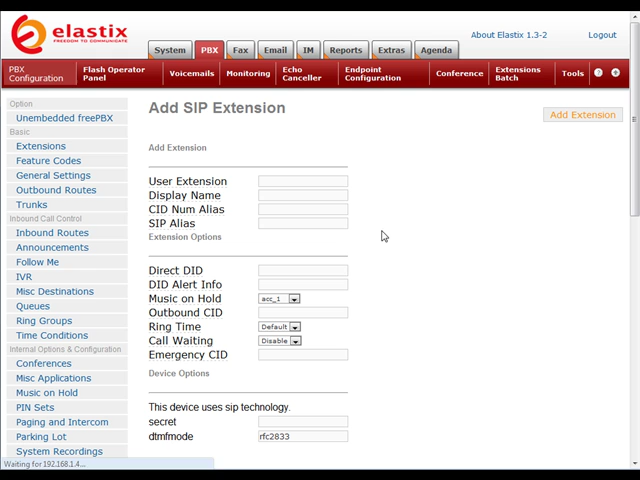 elastix
FREEDOM TO COMMUNICATE
About Elastix 1.3-2
Logout
System
PBX
Fax
Email
IM
Reports
Extras
Agenda
PBX Configuration
Flash Operator Panel
Voicemails
Monitoring
Echo Canceller
Endpoint Configuration
Conference
Extensions Batch
Tools
Option
Unembedded freePBX
Basic
Extensions
Feature Codes
General Settings
Outbound Routes
Trunks
Inbound Call Control
Inbound Routes
Announcements
Follow Me
IVR
Misc Destinations
Queues
Ring Groups
Time Conditions
Internal Options & Configuration
Conferences
Misc Applications
Music on Hold
PIN Sets
Paging and Intercom
Parking Lot
System Recordings
Waiting for 192.168.1.4...
Add SIP Extension
Add Extension
Add Extension
User Extension
Display Name
CID Num Alias
SIP Alias
Extension Options
Direct DID
DID Alert Info
Music on Hold acc_1
Outbound CID
Ring Time Default
Call Waiting Disable
Emergency CID
Device Options
This device uses sip technology.
secret
dtmfmode rfc2833